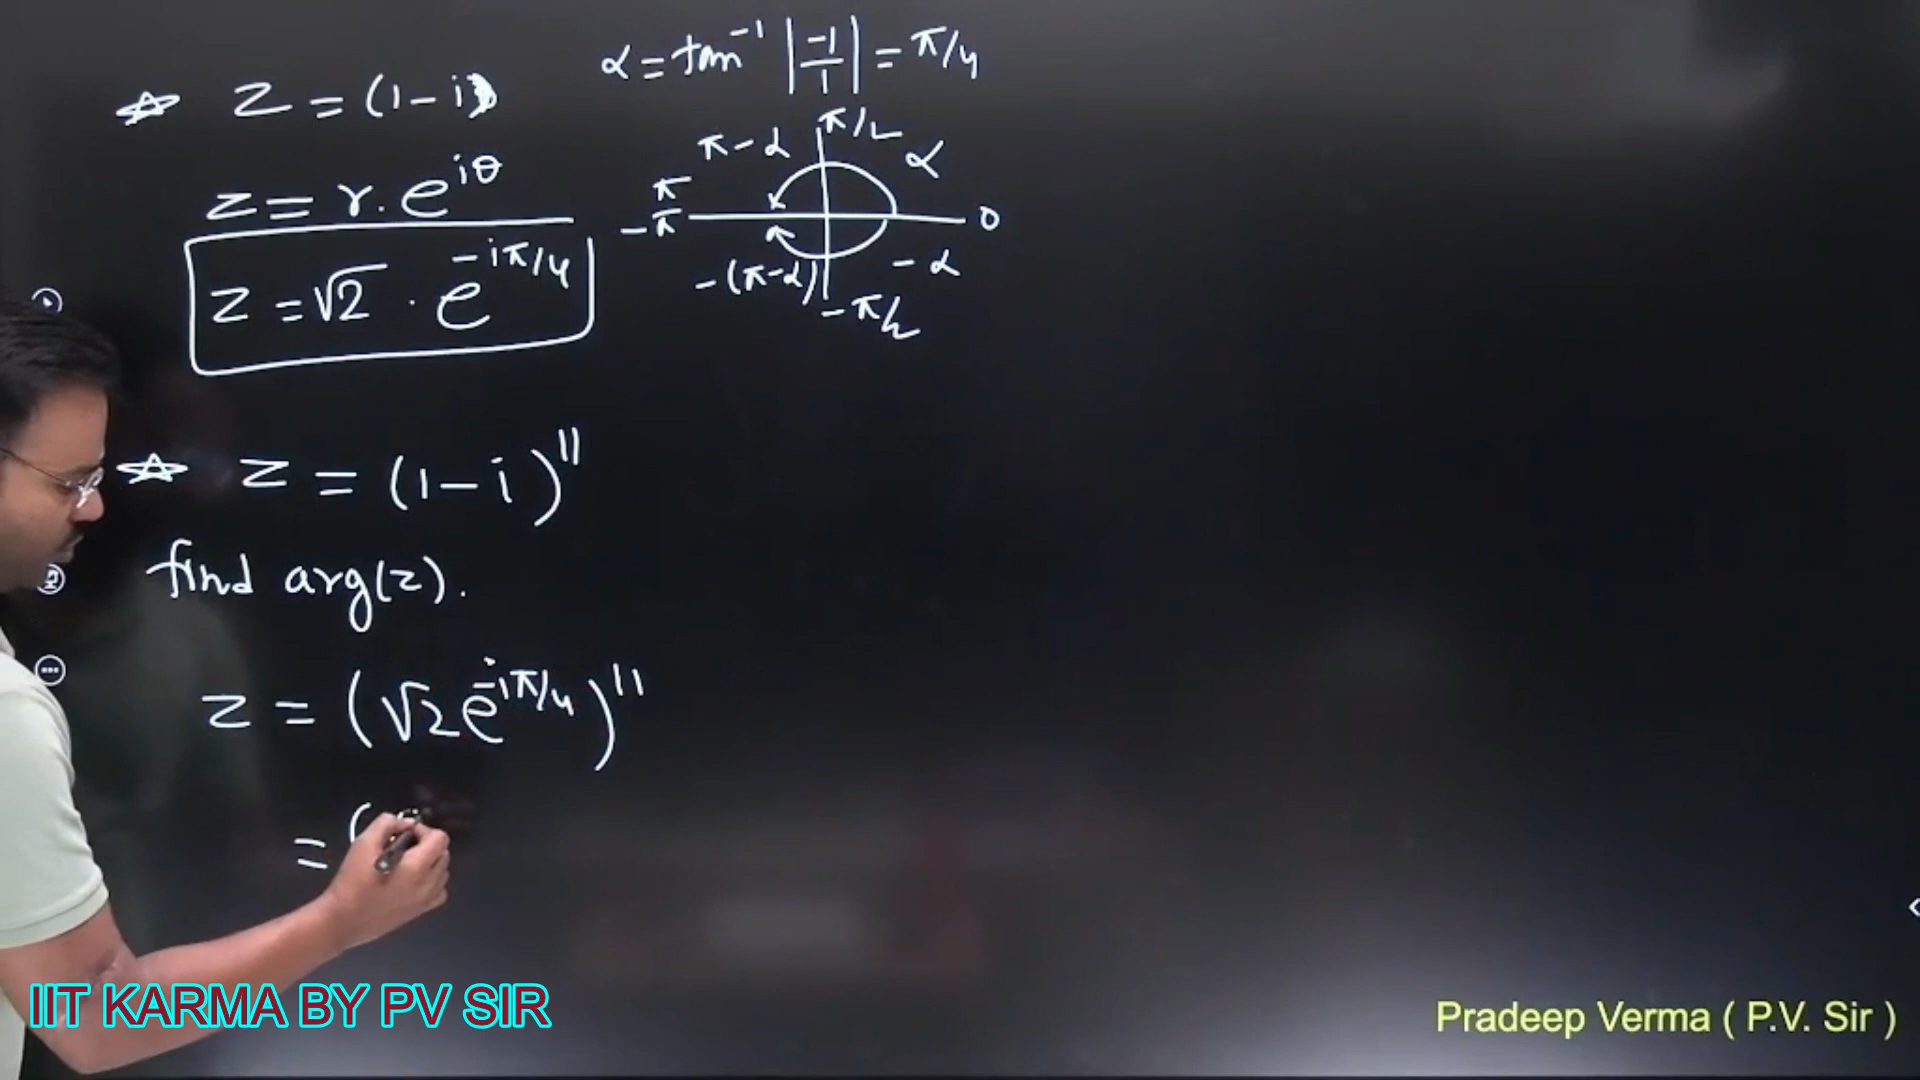 ☆ z = (1-i)
α = tan⁻¹ |-1/1| = π/4
z = r.e^{iθ}
z = √2 · e^{-iπ/4}
π/2
π-α
α
π
-π
0
-(π-α)
-α
-π/2
☆ z = (1-i)^{11}
find arg(z).
z = (√2 e^{-iπ/4})^{11}
= (
IIT KARMA BY PV SIR
Pradeep Verma ( P.V. Sir )